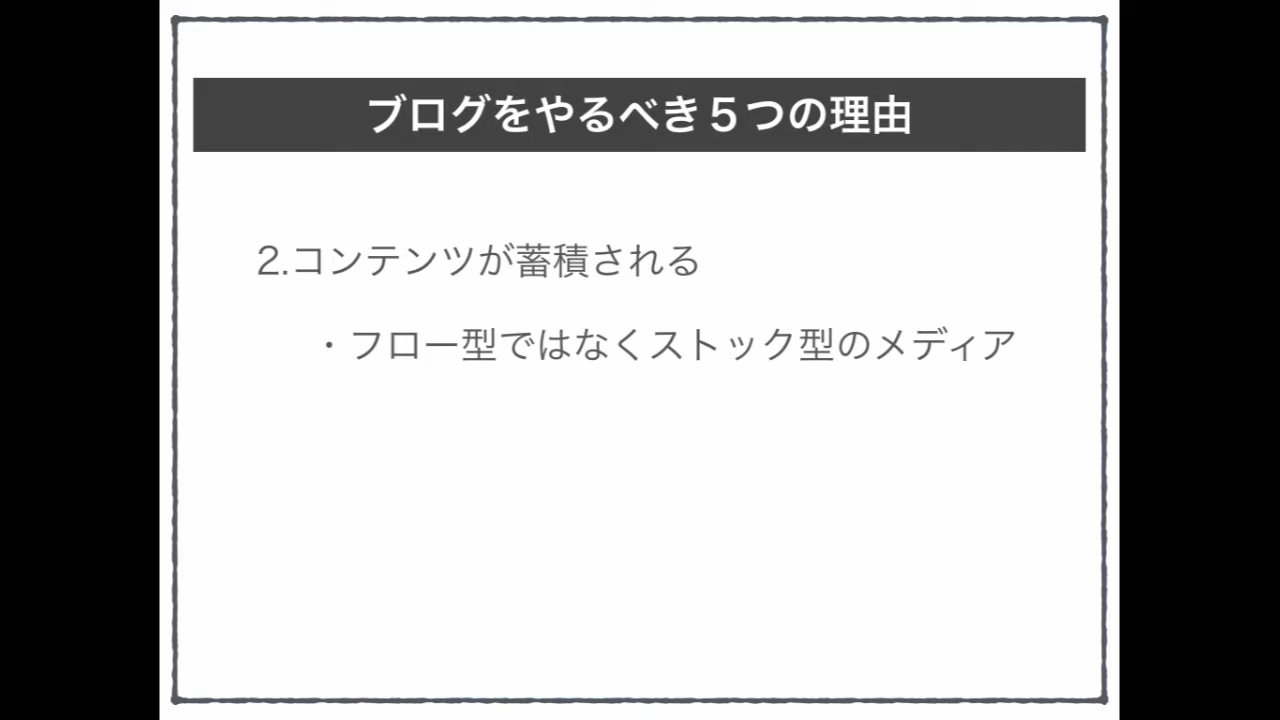 ブログをやるべき５つの理由
2.コンテンツが蓄積される
・フロー型ではなくストック型のメディア